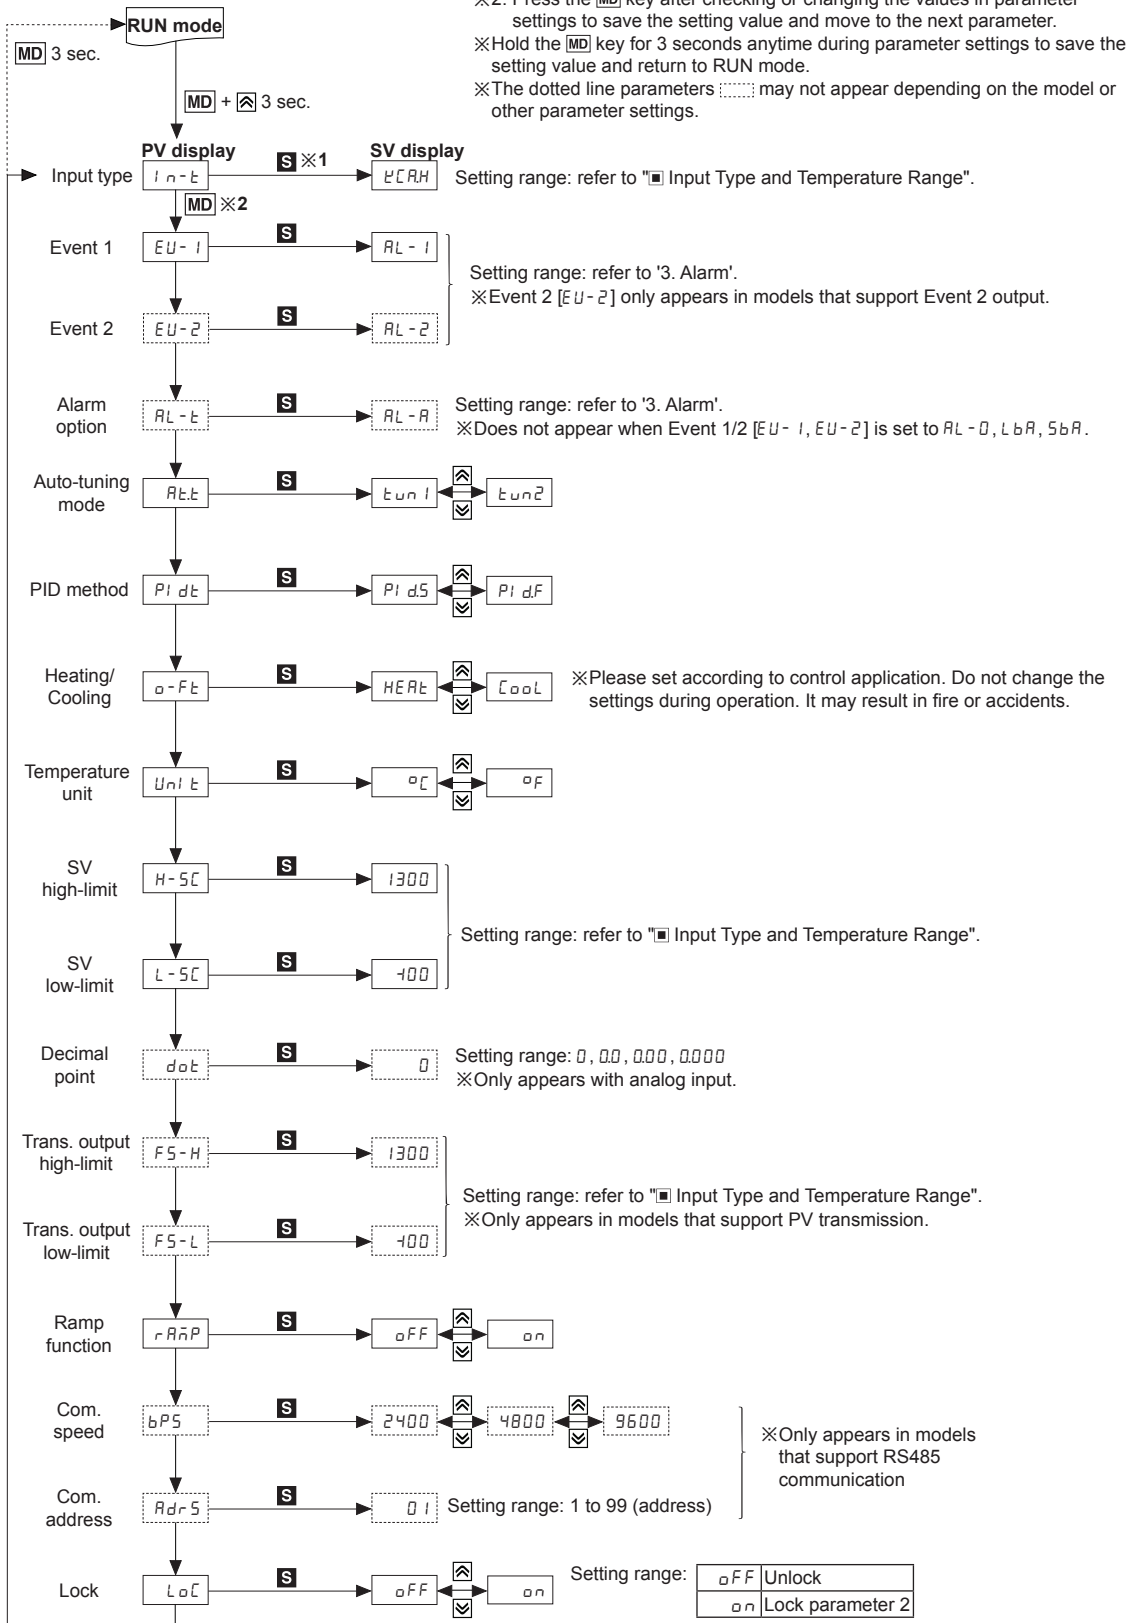 ※2: Press the MD key after checking or changing the values in parameter
settings to save the setting value and move to the next parameter.
※Hold the MD key for 3 seconds anytime during parameter settings to save the
setting value and return to RUN mode.
※The dotted line parameters may not appear depending on the model or
other parameter settings.
RUN mode
MD 3 sec.
MD + 3 sec.
PV display
SV display
Input type In-t S ※1 KCA.H Setting range: refer to "▣ Input Type and Temperature Range".
MD ※2
Event 1 EU-1 S AL-1
Setting range: refer to '3. Alarm'.
※Event 2 [EU-2] only appears in models that support Event 2 output.
Event 2 EU-2 S AL-2
Alarm
option
AL-t S AL-A
Setting range: refer to '3. Alarm'.
※Does not appear when Event 1/2 [EU-1, EU-2] is set to AL-0, LbA, SbA.
Auto-tuning
mode
At.t S tun1 tun2
PID method PIdt S PId.S PId.F
Heating/
Cooling
o-Ft S HEAt CooL
※Please set according to control application. Do not change the
settings during operation. It may result in fire or accidents.
Temperature
unit
UnIt S °C °F
SV
high-limit
H-SC S 1300
Setting range: refer to "▣ Input Type and Temperature Range".
SV
low-limit
L-SC S -100
Decimal
point
dot S 0
Setting range: 0, 0.0, 0.00, 0.000
※Only appears with analog input.
Trans. output
high-limit
FS-H S 1300
Setting range: refer to "▣ Input Type and Temperature Range".
※Only appears in models that support PV transmission.
Trans. output
low-limit
FS-L S -100
Ramp
function
rAmP S oFF on
Com.
speed
bPS S 2400 4800 9600
※Only appears in models
that support RS485
communication
Com.
address
AdrS S 01 Setting range: 1 to 99 (address)
Lock LoC S oFF on
Setting range:
oFF Unlock
on Lock parameter 2